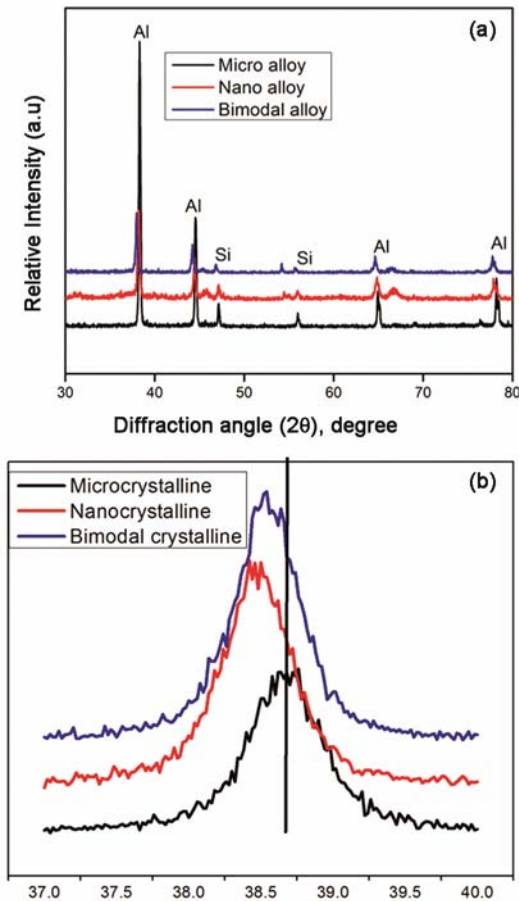 (a)
Al
Micro alloy
Nano alloy
Bimodal alloy
Al
Si
Si
Al
Al
Relative Intensity (a.u)
30 40 50 60 70 80
Diffraction angle (2θ), degree
(b)
Microcrystalline
Nanocrystalline
Bimodal crystalline
37.0 37.5 38.0 38.5 39.0 39.5 40.0